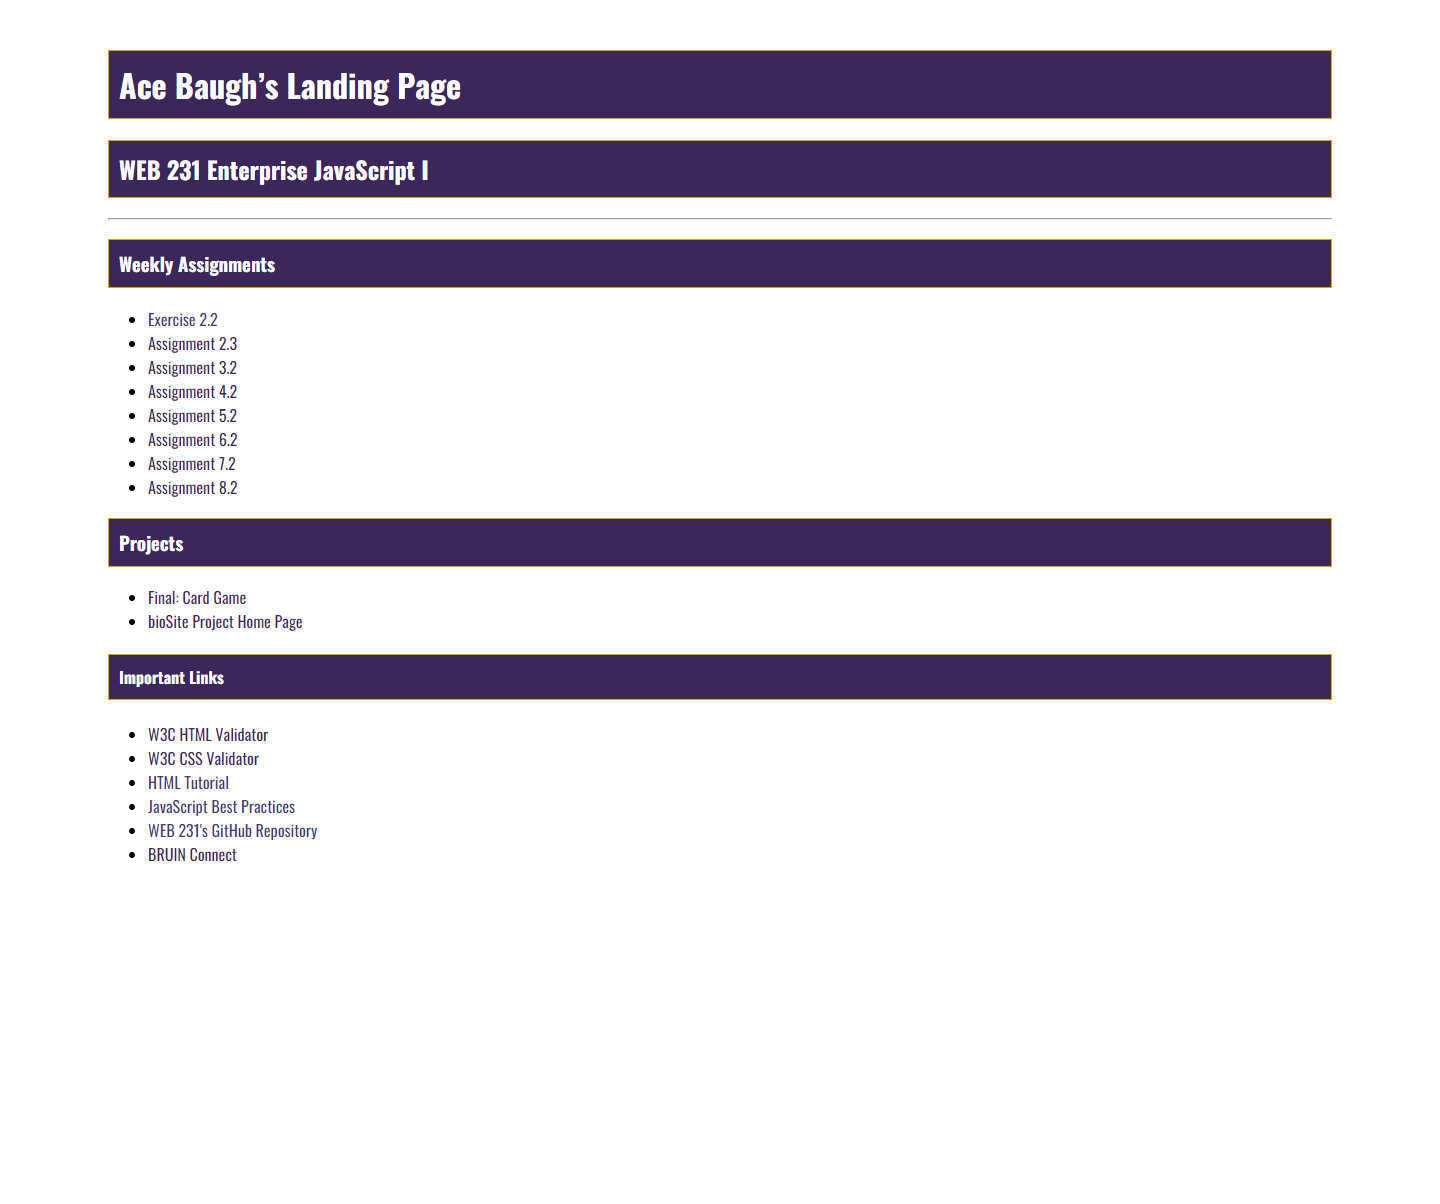 Ace Baugh’s Landing Page
WEB 231 Enterprise JavaScript I
Weekly Assignments
Exercise 2.2
Assignment 2.3
Assignment 3.2
Assignment 4.2
Assignment 5.2
Assignment 6.2
Assignment 7.2
Assignment 8.2
Projects
Final: Card Game
bioSite Project Home Page
Important Links
W3C HTML Validator
W3C CSS Validator
HTML Tutorial
JavaScript Best Practices
WEB 231's GitHub Repository
BRUIN Connect